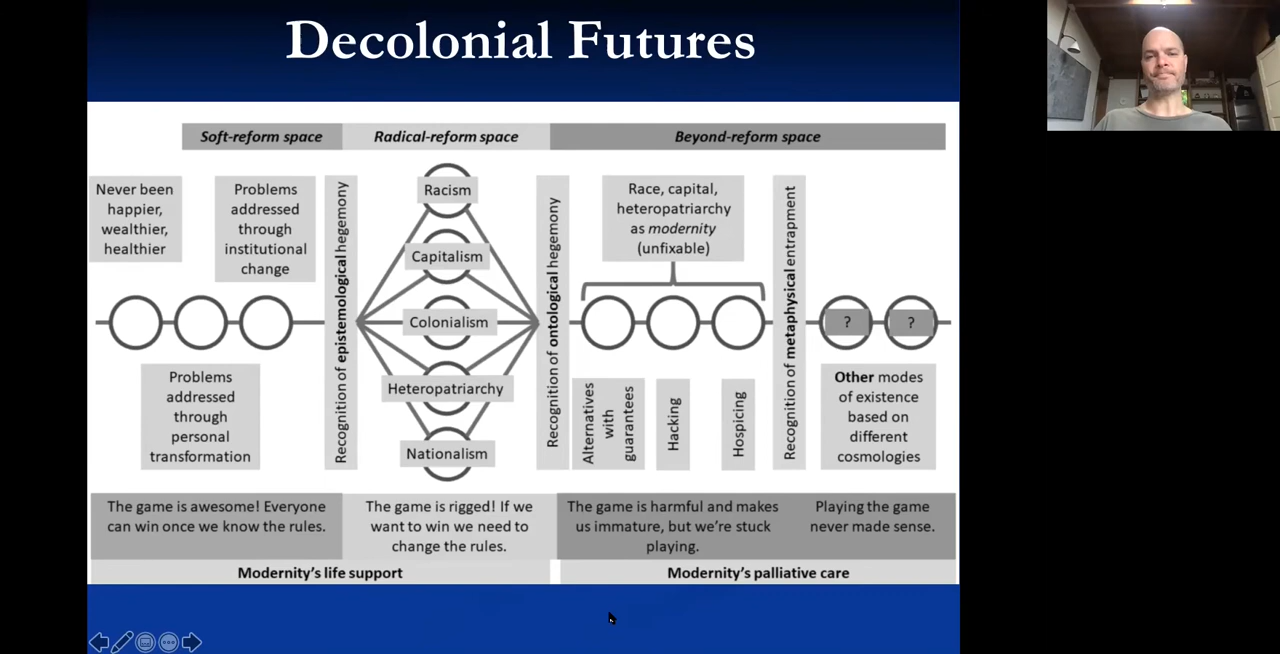 Decolonial Futures
Soft-reform space
Radical-reform space
Beyond-reform space
Never been
happier,
wealthier,
healthier
Problems
addressed
through
institutional
change
Problems
addressed
through
personal
transformation
Recognition of epistemological hegemony
Racism
Capitalism
Colonialism
Heteropatriarchy
Nationalism
Recognition of ontological hegemony
Race, capital,
heteropatriarchy
as modernity
(unfixable)
Alternatives
with
guarantees
Hacking
Hospicing
Recognition of metaphysical entrapment
?
?
Other modes
of existence
based on
different
cosmologies
The game is awesome! Everyone
can win once we know the rules.
The game is rigged! If we
want to win we need to
change the rules.
The game is harmful and makes
us immature, but we're stuck
playing.
Playing the game
never made sense.
Modernity's life support
Modernity's palliative care